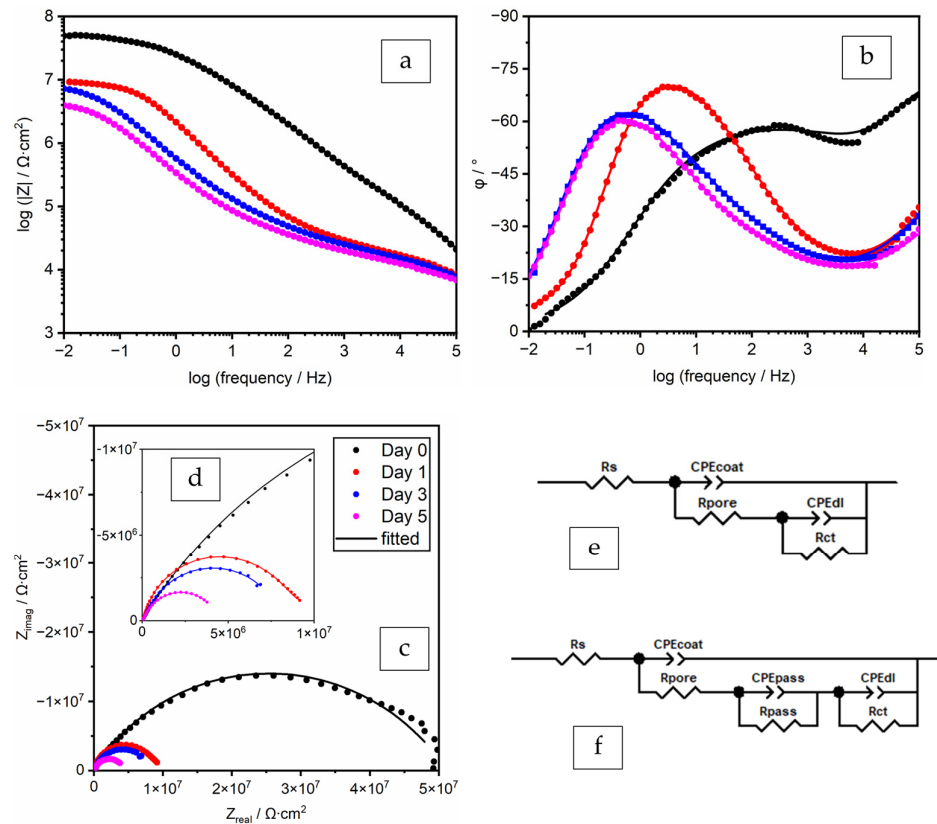 a
8
7
6
5
4
3
log (|Z| / Ω·cm²)
−2 −1 0 1 2 3 4 5
log (frequency / Hz)
b
−90
−75
−60
−45
−30
−15
0
φ / °
−2 −1 0 1 2 3 4 5
log (frequency / Hz)
−5×10⁷
−4×10⁷
−3×10⁷
−2×10⁷
−1×10⁷
0
Zimag / Ω·cm²
-1×10⁷
-5×10⁶
0
d
0 5×10⁶ 1×10⁷
Day 0
Day 1
Day 3
Day 5
fitted
c
0 1×10⁷ 2×10⁷ 3×10⁷ 4×10⁷ 5×10⁷
Zreal / Ω·cm²
Rs
CPEcoat
Rpore
CPEdl
Rct
e
Rs
CPEcoat
Rpore
CPEpass
CPEdl
Rpass
Rct
f